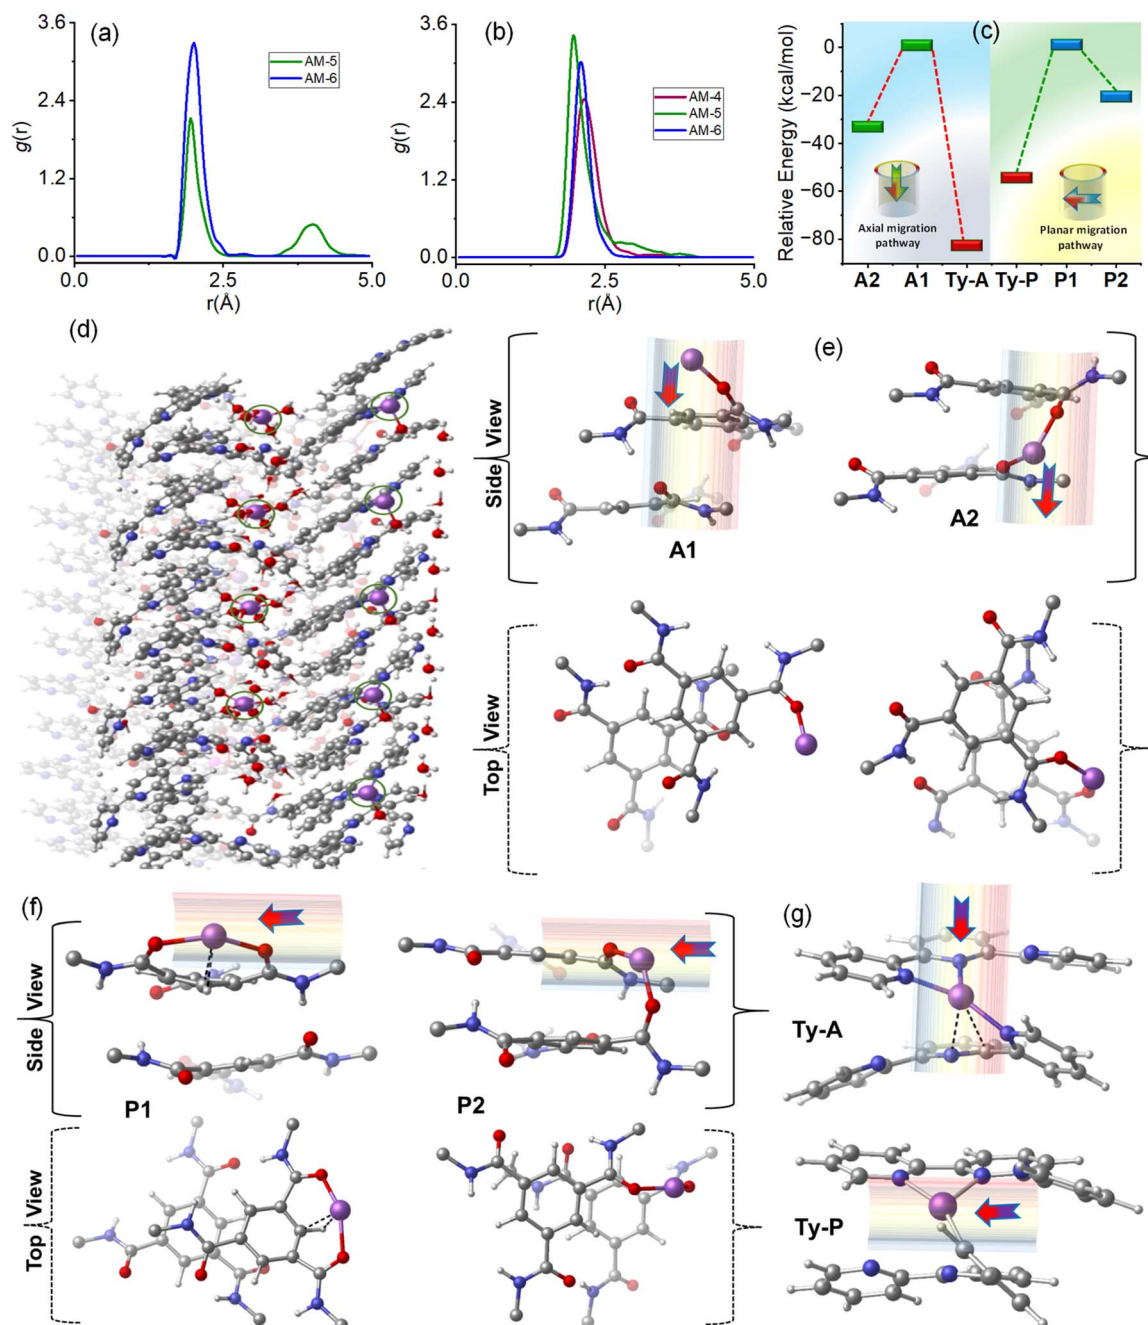 (a)
g(r)
3.6
2.4
1.2
0.0
0.0
2.5
5.0
r(Å)
AM-5
AM-6
(b)
g(r)
3.6
2.4
1.2
0.0
0.0
2.5
5.0
r(Å)
AM-4
AM-5
AM-6
(c)
Relative Energy (kcal/mol)
0
−20
−40
−60
−80
Axial migration
pathway
Planar migration
pathway
A2
A1
Ty-A
Ty-P
P1
P2
(d)
Side View
A1
(e)
A2
Top View
(f)
Side View
P1
P2
Top View
(g)
Ty-A
Ty-P